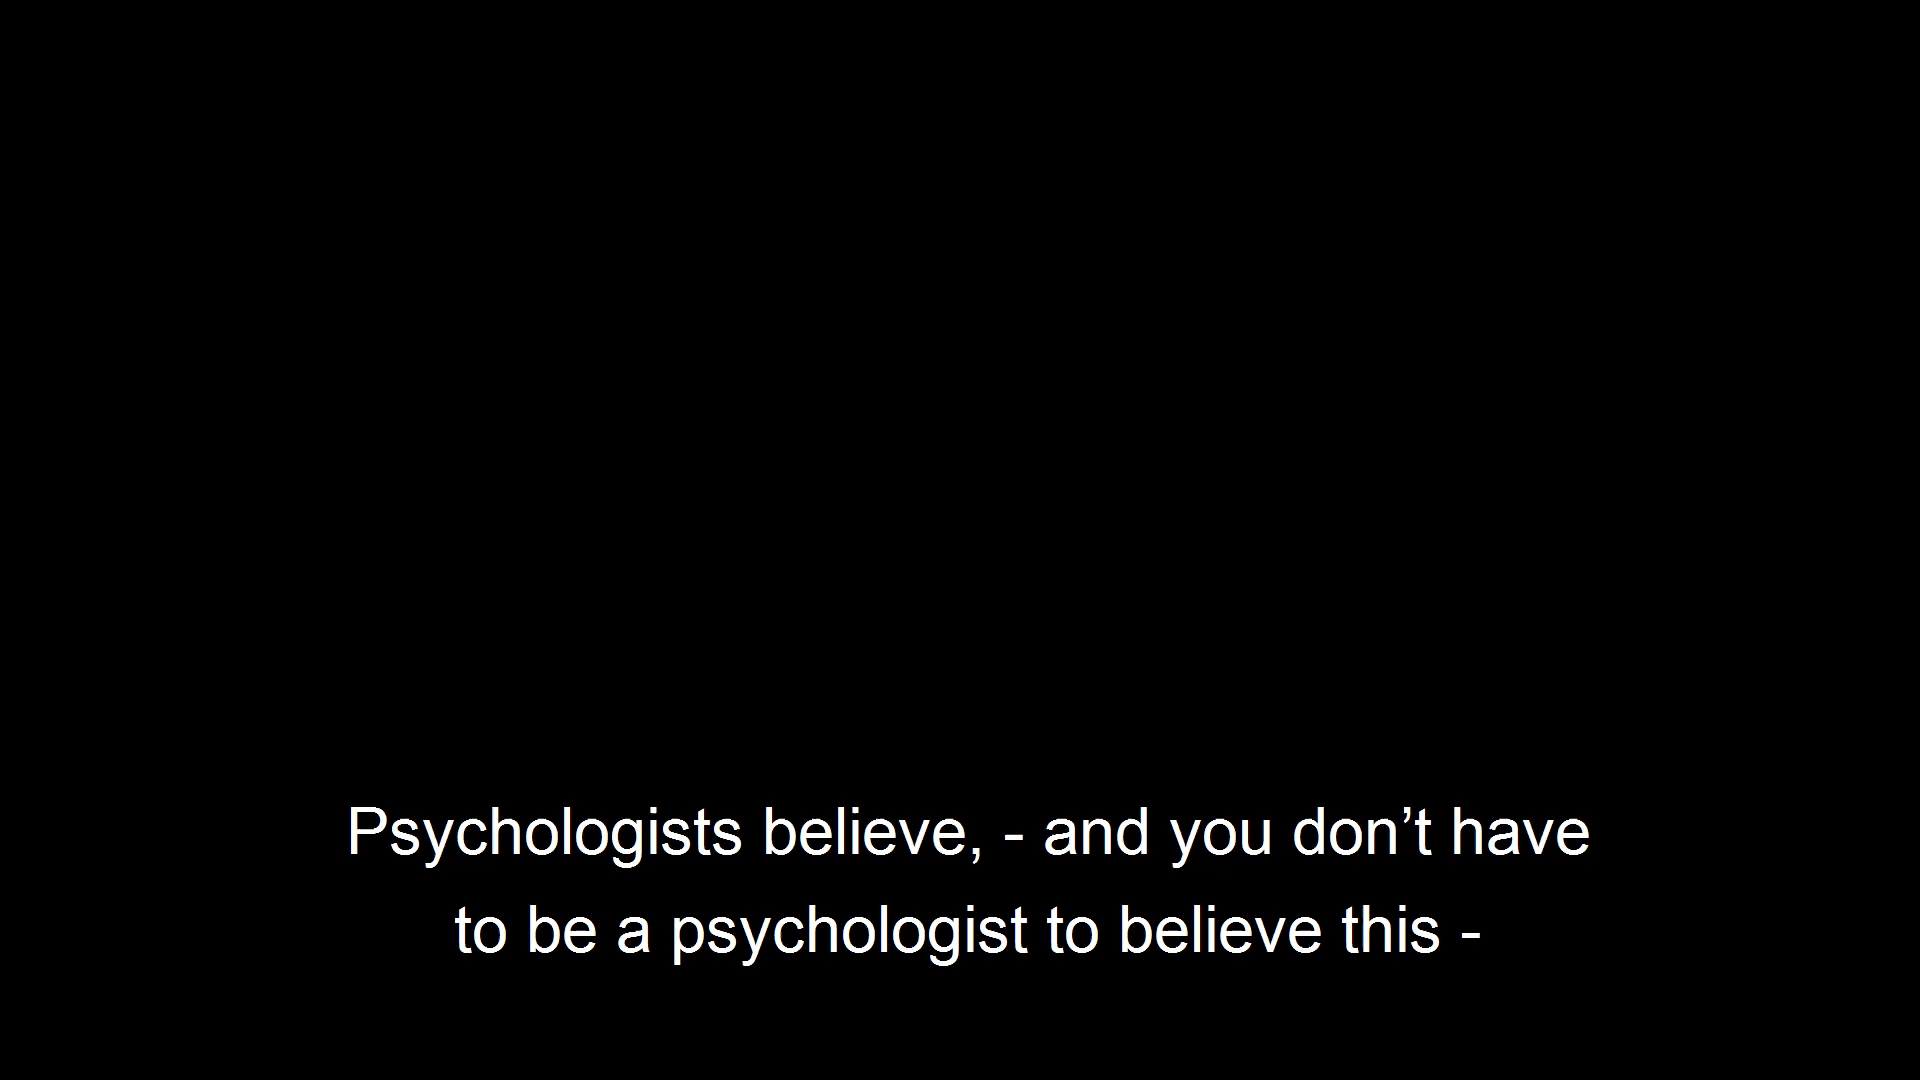 Psychologists believe, - and you don’t have
to be a psychologist to believe this -